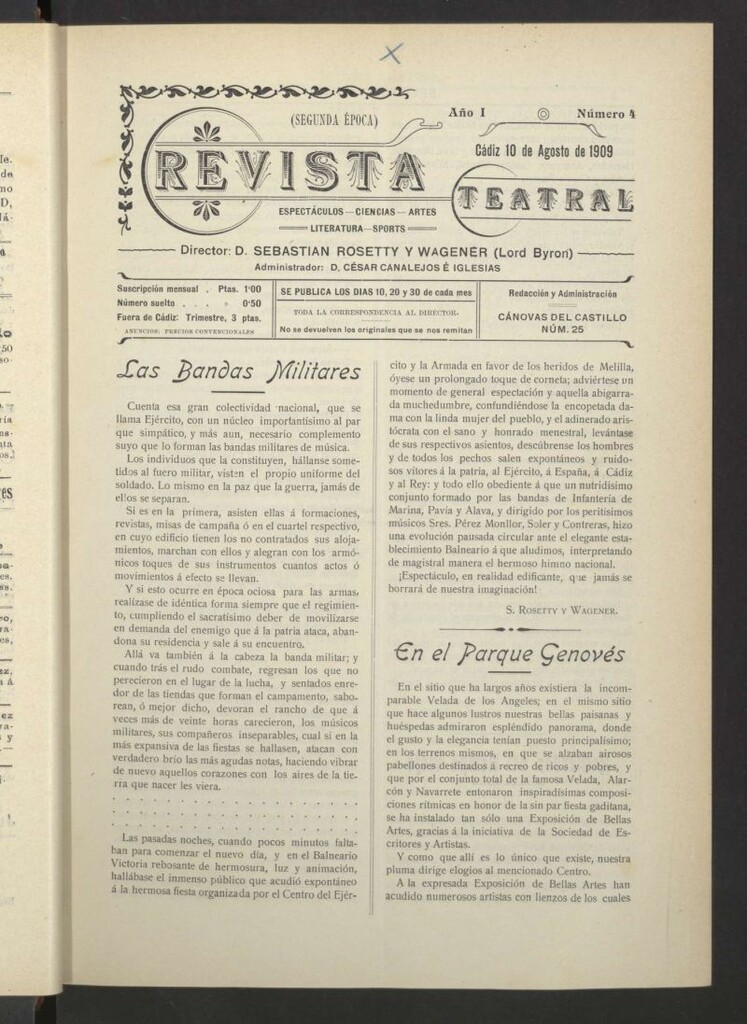 (SEGUNDA ÉPOCA)
Año I
Número 4
REVISTA
Cádiz 10 de Agosto de 1909
TEATRAL
ESPECTÁCULOS—CIENCIAS—ARTES
LITERATURA—SPORTS
Director: D. SEBASTIAN ROSETTY Y WAGENER (Lord Byron)
Administrador: D. CÉSAR CANALEJOS É IGLESIAS
Suscripción mensual . Ptas. 1'00
Número suelto . . . » 0'50
Fuera de Cádiz: Trimestre, 3 ptas.
ANUNCIOS: PRECIOS CONVENCIONALES
SE PUBLICA LOS DIAS 10, 20 y 30 de cada mes
TODA LA CORRESPONDENCIA AL DIRECTOR.
No se devuelven los originales que se nos remitan
Redacción y Administración
CÁNOVAS DEL CASTILLO
NÚM. 25
Las Bandas Militares
Cuenta esa gran colectividad nacional, que se
llama Ejército, con un núcleo importantísimo al par
que simpático, y más aun, necesario complemento
suyo que lo forman las bandas militares de música.
Los individuos que la constituyen, hállanse some-
tidos al fuero militar, visten el propio uniforme del
soldado. Lo mismo en la paz que la guerra, jamás de
ellos se separan.
Si es en la primera, asisten ellas á formaciones,
revistas, misas de campaña ó en el cuartel respectivo,
en cuyo edificio tienen los no contratados sus aloja-
mientos, marchan con ellos y alegran con los armó-
nicos toques de sus instrumentos cuantos actos ó
movimientos á efecto se llevan.
Y si esto ocurre en época ociosa para las armas,
realízase de idéntica forma siempre que el regimien-
to, cumpliendo el sacratísimo deber de movilizarse
en demanda del enemigo que á la patria ataca, aban-
dona su residencia y sale á su encuentro.
Allá va también á la cabeza la banda militar; y
cuando trás el rudo combate, regresan los que no
perecieron en el lugar de la lucha, y sentados enre-
dor de las tiendas que forman el campamento, sabo-
rean, ó mejor dicho, devoran el rancho de que á
veces más de veinte horas carecieron, los músicos
militares, sus compañeros inseparables, cual si en la
más expansiva de las fiestas se hallasen, atacan con
verdadero brío las más agudas notas, haciendo vibrar
de nuevo aquellos corazones con los aires de la tie-
rra que nacer les viera.
. . . . . . . . . . . . . .
. . . . . . . . . . . . . .
. . . . . . . . . . . . . .
Las pasadas noches, cuando pocos minutos falta-
ban para comenzar el nuevo día, y en el Balneario
Victoria rebosante de hermosura, luz y animación,
hallábase el inmenso público que acudió expontáneo
á la hermosa fiesta organizada por el Centro del Ejér-
cito y la Armada en favor de los heridos de Melilla,
óyese un prolongado toque de corneta; adviértese un
momento de general espectación y aquella abigarra-
da muchedumbre, confundiéndose la encopetada da-
ma con la linda mujer del pueblo, y el adinerado aris-
tócrata con el sano y honrado menestral, levántase
de sus respectivos asientos, descúbrense los hombres
y de todos los pechos salen expontáneos y ruido-
sos vitores á la patria, al Ejército, á España, á Cádiz
y al Rey: y todo ello obediente á que un nutridísimo
conjunto formado por las bandas de Infantería de
Marina, Pavía y Alava, y dirigido por los peritísimos
músicos Sres. Pérez Monllor, Soler y Contreras, hizo
una evolución pausada circular ante el elegante esta-
blecimiento Balneario á que aludimos, interpretando
de magistral manera el hermoso himno nacional.
¡Espectáculo, en realidad edificante, que jamás se
borrará de nuestra imaginación!
S. ROSETTY Y WAGENER.
En el Parque Genovés
En el sitio que ha largos años existiera la incom-
parable Velada de los Angeles; en el mismo sitio
que hace algunos lustros nuestras bellas paisanas y
huéspedas admiraron espléndido panorama, donde
el gusto y la elegancia tenían puesto principalísimo;
en los terrenos mismos, en que se alzaban airosos
pabellones destinados á recreo de ricos y pobres, y
que por el conjunto total de la famosa Velada, Alar-
cón y Navarrete entonaron inspiradísimas composi-
ciones rítmicas en honor de la sin par fiesta gaditana,
se ha instalado tan sólo una Exposición de Bellas
Artes, gracias á la iniciativa de la Sociedad de Es-
critores y Artistas.
Y como que allí es lo único que existe, nuestra
pluma dirige elogios al mencionado Centro.
A la expresada Exposición de Bellas Artes han
acudido numerosos artistas con lienzos de los cuales